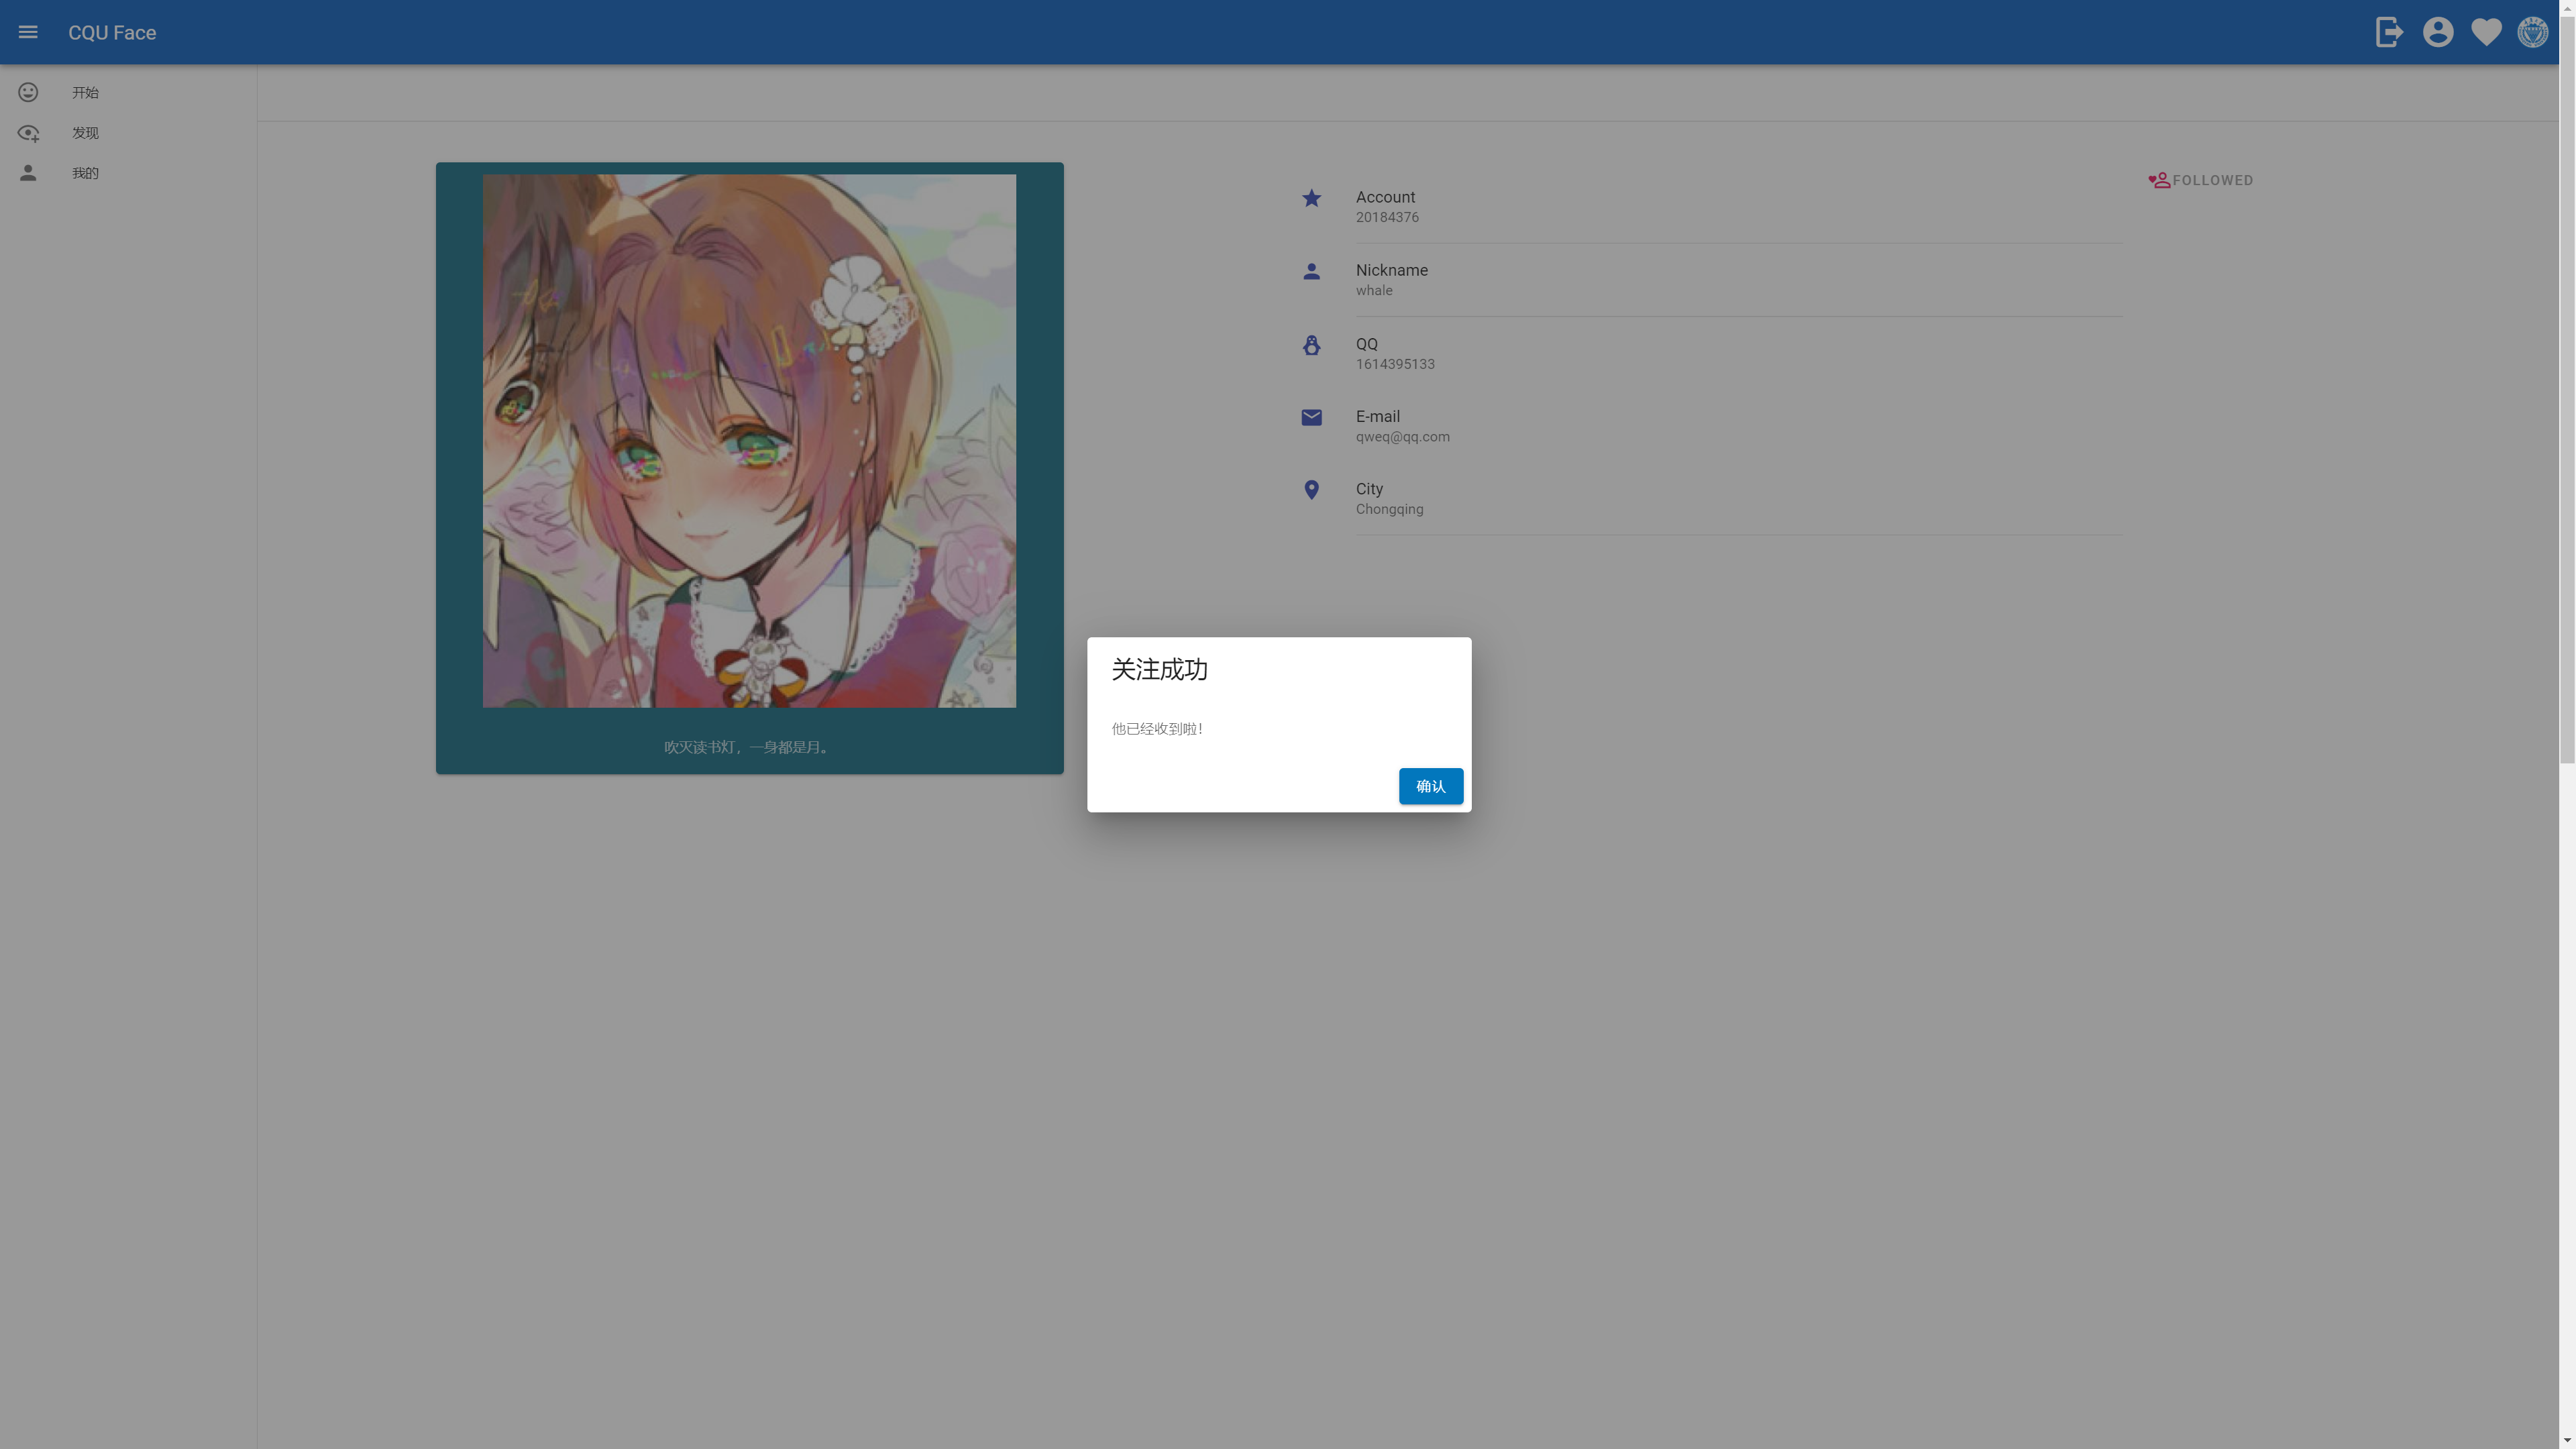 CQU Face
开始
发现
我的
Account
20184376
FOLLOWED
Nickname
whale
QQ
1614395133
E-mail
qweq@qq.com
City
Chongqing
吹灭读书灯，一身都是月。
关注成功
他已经收到啦！
确认